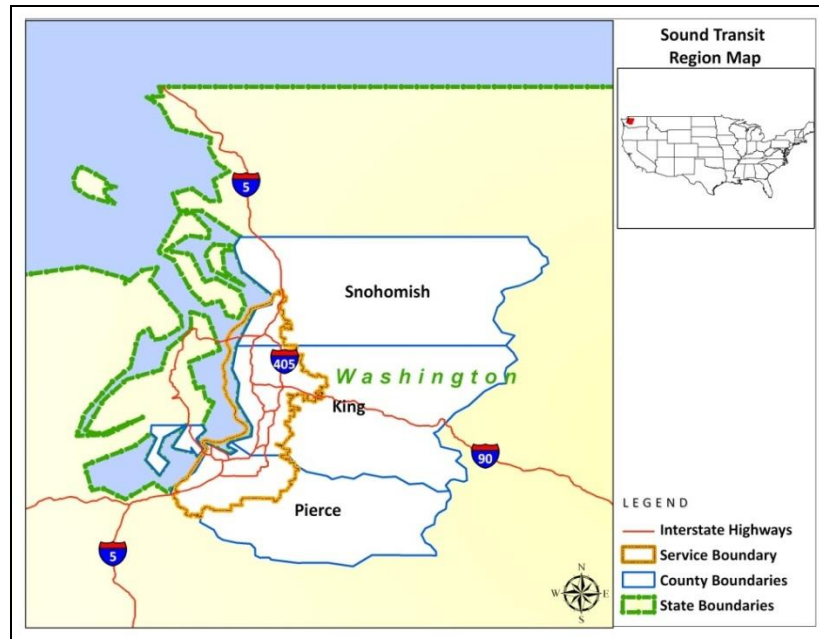 Sound Transit
Region Map
5
Snohomish
405
Washington
King
90
Pierce
5
LEGEND
Interstate Highways
Service Boundary
County Boundaries
State Boundaries
N
W
E
S